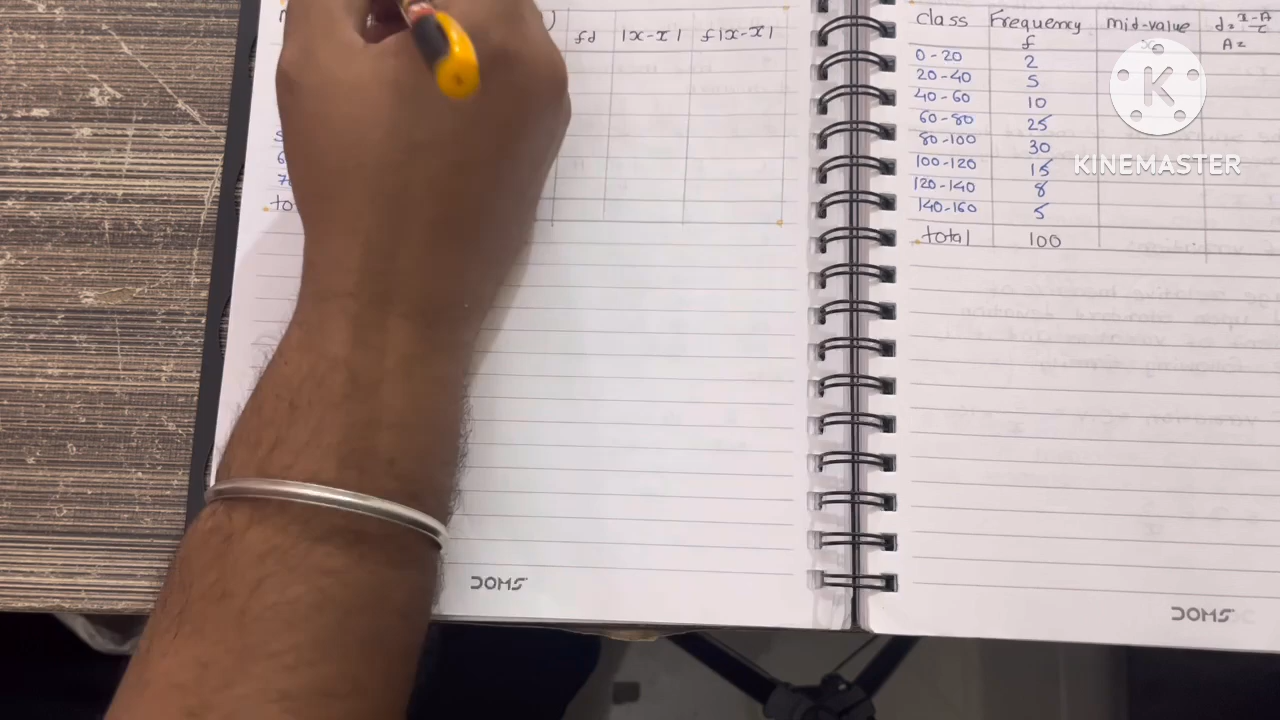 fd |x-x̄| f|x-x̄|
class Frequency mid-value d=x-A/c
f x A=
0-20 2
20-40 5
40-60 10
60-80 25
80-100 30
100-120 15
120-140 8
140-160 5
total 100
K
KINEMASTER
DOMS
DOMS